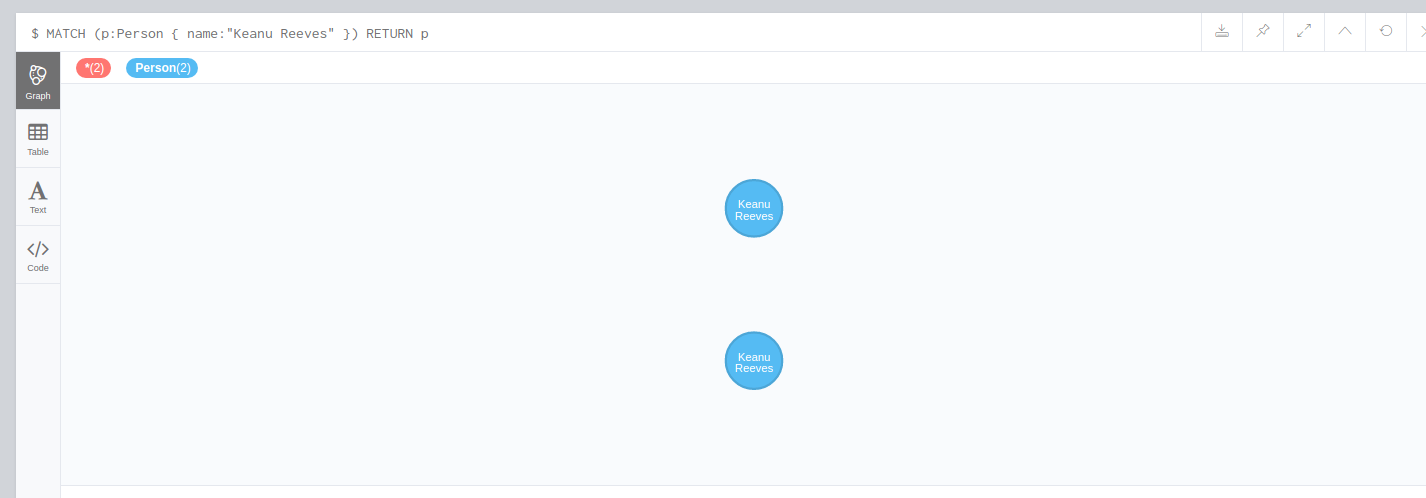 $ MATCH (p:Person { name:"Keanu Reeves" }) RETURN p
*(2) Person(2)
Graph
Table
Text
Code
Keanu
Reeves
Keanu
Reeves